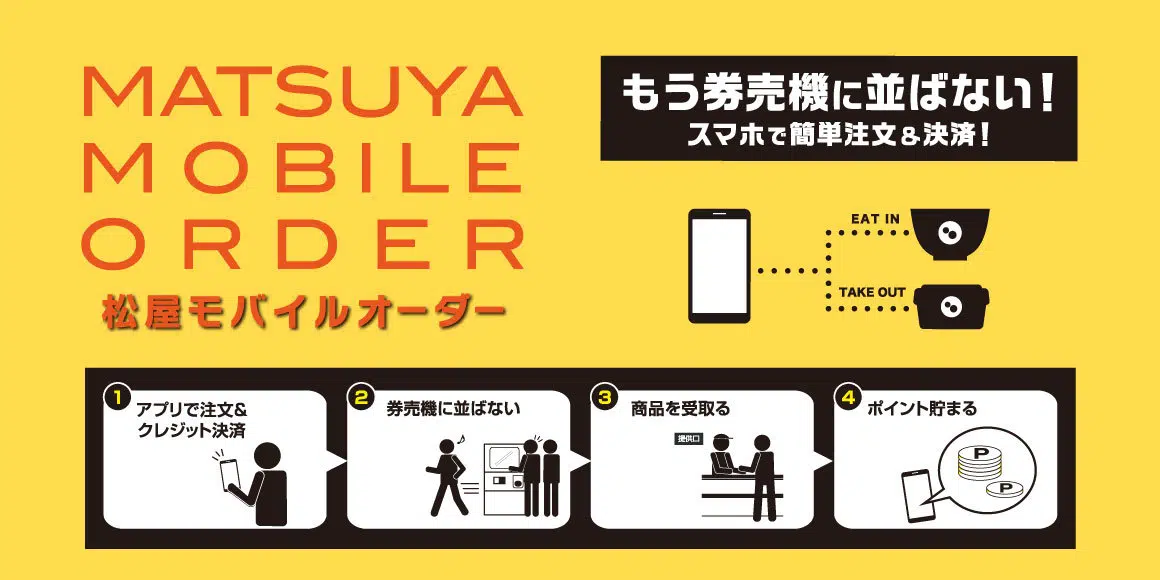 MATSUYA
MOBILE
ORDER
松屋モバイルオーダー
もう券売機に並ばない！
スマホで簡単注文&決済！
EAT IN
TAKE OUT
1
アプリで注文&
クレジット決済
2
券売機に並ばない
3
商品を受取る
提供口
4
ポイント貯まる
P
P